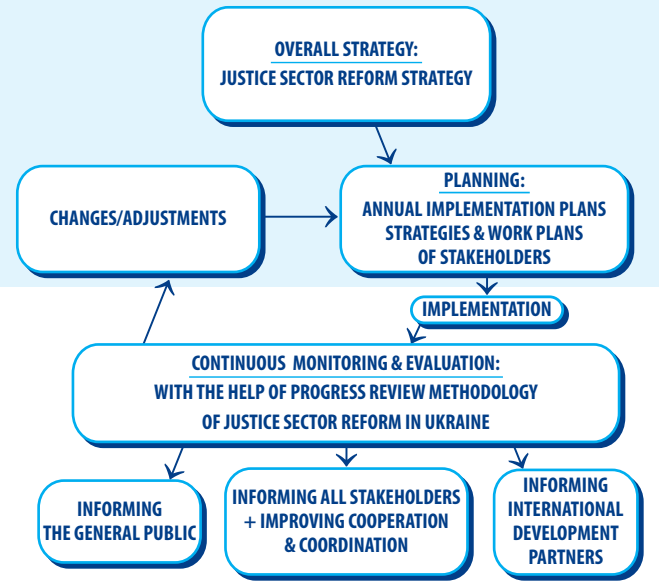 OVERALL STRATEGY:
JUSTICE SECTOR REFORM STRATEGY
CHANGES/ADJUSTMENTS
PLANNING:
ANNUAL IMPLEMENTATION PLANS
STRATEGIES & WORK PLANS
OF STAKEHOLDERS
IMPLEMENTATION
CONTINUOUS MONITORING & EVALUATION:
WITH THE HELP OF PROGRESS REVIEW METHODOLOGY
OF JUSTICE SECTOR REFORM IN UKRAINE
INFORMING
THE GENERAL PUBLIC
INFORMING ALL STAKEHOLDERS
+ IMPROVING COOPERATION
& COORDINATION
INFORMING
INTERNATIONAL
DEVELOPMENT
PARTNERS